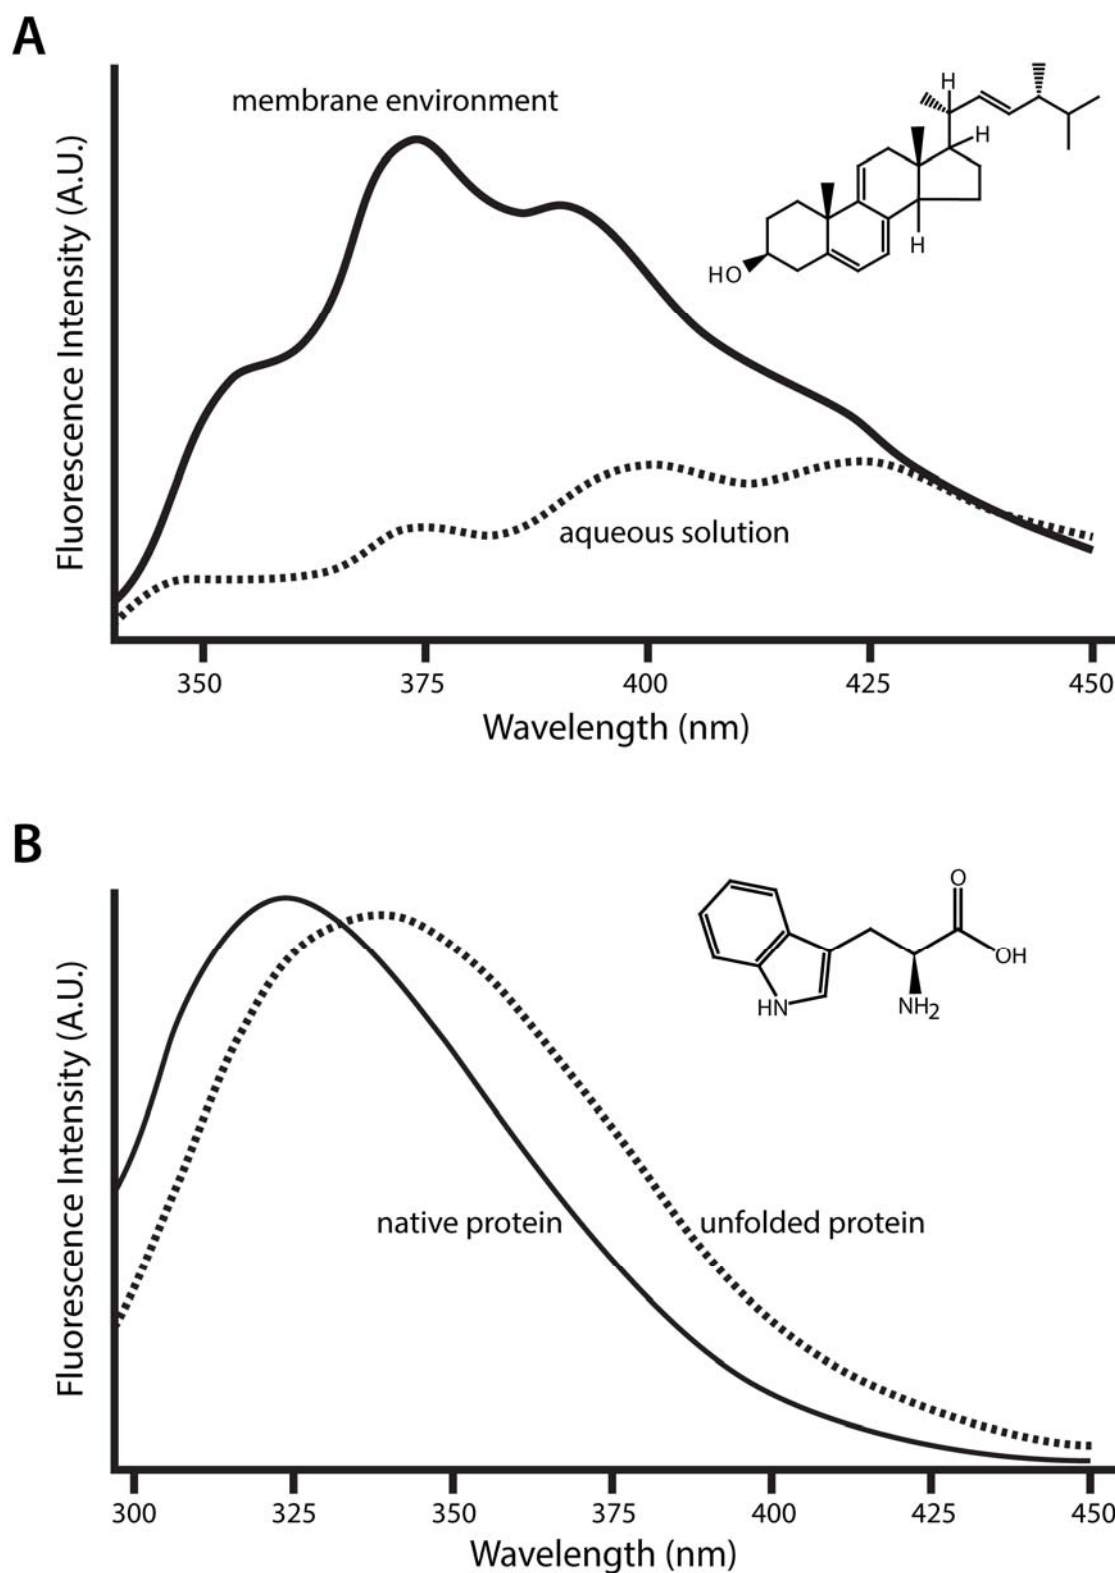 A
membrane environment
Fluorescence Intensity (A.U.)
H
H
H
HO
aqueous solution
350 375 400 425 450
Wavelength (nm)
B
Fluorescence Intensity (A.U.)
O
OH
HN
NH2
native protein
unfolded protein
300 325 350 375 400 425 450
Wavelength (nm)